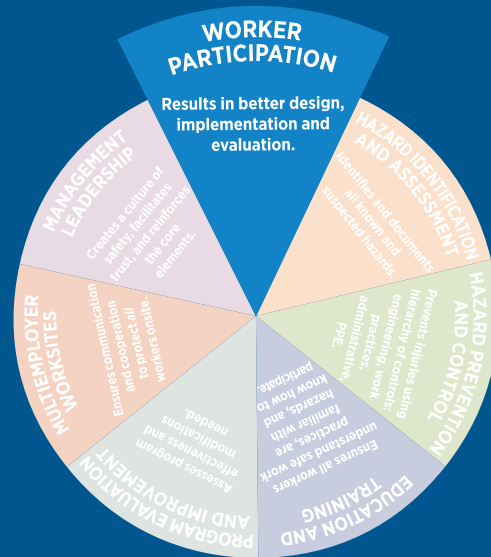 WORKER
PARTICIPATION
Results in better design,
implementation and
evaluation.
HAZARD IDENTIFICATION
AND ASSESSMENT
Identifies and documents
all known and
suspected hazards.
HAZARD PREVENTION
AND CONTROL
Prevents injuries using
hierarchy of controls:
engineering, work
practices,
administrative,
PPE.
EDUCATION AND
TRAINING
Ensures all workers
understand safe work
practices, are
familiar with
hazards, and
know how to
participate.
PROGRAM EVALUATION
AND IMPROVEMENT
Assesses program
effectiveness and
modifications
needed.
MULTEMPLOYER
WORKSITES
Ensures communication
and cooperation
to protect all
workers onsite.
MANAGEMENT
LEADERSHIP
Creates a culture of
safety, facilitates
trust, and reinforces
the core
elements.